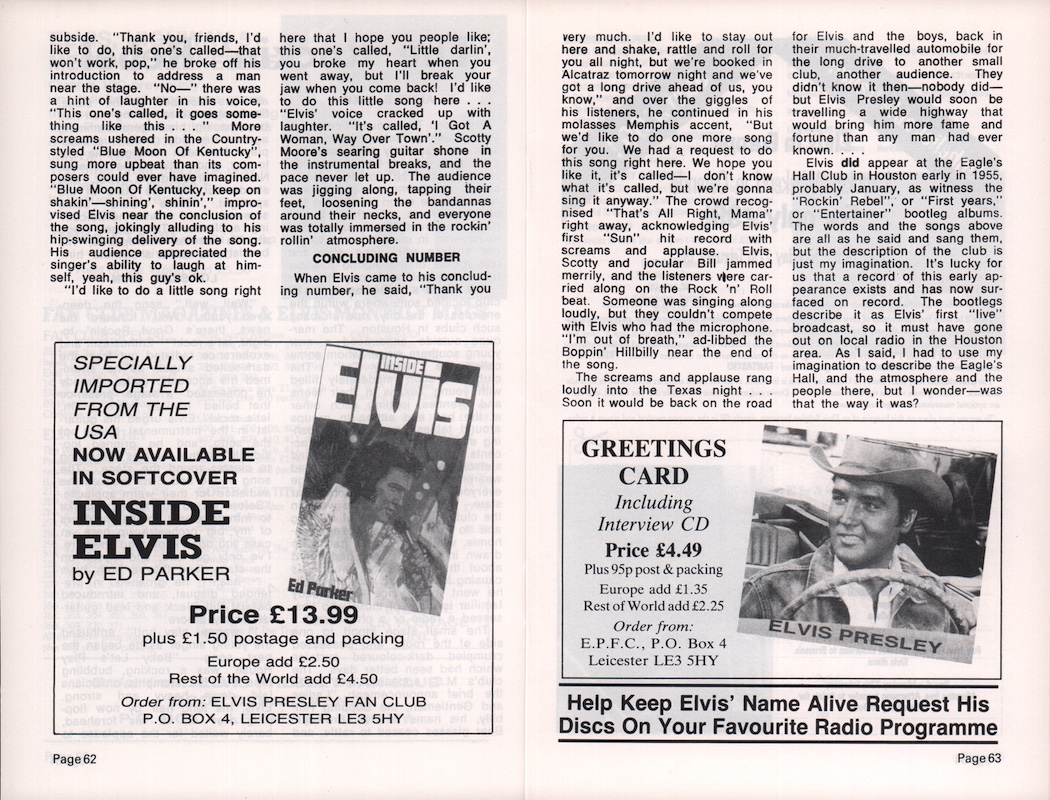 subside. "Thank you, friends, I'd
like to do, this one's called—that
won't work, pop," he broke off his
introduction to address a man
near the stage. "No—" there was
a hint of laughter in his voice,
"This one's called, it goes some-
thing like this . . . " More
screams ushered in the Country-
styled "Blue Moon Of Kentucky",
sung more upbeat than its com-
posers could ever have imagined.
"Blue Moon Of Kentucky, keep on
shakin'—shining', shinin'," impro-
vised Elvis near the conclusion of
the song, jokingly alluding to his
hip-swinging delivery of the song.
His audience appreciated the
singer's ability to laugh at him-
self, yeah, this guy's ok.
"I'd like to do a little song right
here that I hope you people like;
this one's called, "Little darlin',
you broke my heart when you
went away, but I'll break your
jaw when you come back! I'd like
to do this little song here . . .
"Elvis' voice cracked up with
laughter. "It's called, 'I Got A
Woman, Way Over Town'." Scotty
Moore's searing guitar shone in
the instrumental breaks, and the
pace never let up. The audience
was jigging along, tapping their
feet, loosening the bandannas
around their necks, and everyone
was totally immersed in the rockin'
rollin' atmosphere.
CONCLUDING NUMBER
When Elvis came to his conclud-
ing number, he said, "Thank you
SPECIALLY
IMPORTED
FROM THE
USA
NOW AVAILABLE
IN SOFTCOVER
INSIDE
ELVIS
by ED PARKER
INSIDE
Elvis
Ed Parker
Price £13.99
plus £1.50 postage and packing
Europe add £2.50
Rest of the World add £4.50
Order from: ELVIS PRESLEY FAN CLUB
P.O. BOX 4, LEICESTER LE3 5HY
Page 62
very much. I'd like to stay out
here and shake, rattle and roll for
you all night, but we're booked in
Alcatraz tomorrow night and we've
got a long drive ahead of us, you
know," and over the giggles of
his listeners, he continued in his
molasses Memphis accent, "But
we'd like to do one more song
for you. We had a request to do
this song right here. We hope you
like it, it's called—I don't know
what it's called, but we're gonna
sing it anyway." The crowd recog-
nised "That's All Right, Mama"
right away, acknowledging Elvis'
first "Sun" hit record with
screams and applause. Elvis,
Scotty and jocular Bill jammed
merrily, and the listeners were car-
ried along on the Rock 'n' Roll
beat. Someone was singing along
loudly, but they couldn't compete
with Elvis who had the microphone.
"I'm out of breath," ad-libbed the
Boppin' Hillbilly near the end of
the song.
The screams and applause rang
loudly into the Texas night . . .
Soon it would be back on the road
for Elvis and the boys, back in
their much-travelled automobile for
the long drive to another small
club, another audience. They
didn't know it then—nobody did—
but Elvis Presley would soon be
travelling a wide highway that
would bring him more fame and
fortune than any man had ever
known. . . .
Elvis did appear at the Eagle's
Hall Club in Houston early in 1955,
probably January, as witness the
"Rockin' Rebel", or "First years,"
or "Entertainer" bootleg albums.
The words and the songs above
are all as he said and sang them,
but the description of the club is
just my imagination. It's lucky for
us that a record of this early ap-
pearance exists and has now sur-
faced on record. The bootlegs
describe it as Elvis' first "live"
broadcast, so it must have gone
out on local radio in the Houston
area. As I said, I had to use my
imagination to describe the Eagle's
Hall, and the atmosphere and the
people there, but I wonder—was
that the way it was?
GREETINGS
CARD
Including
Interview CD
Price £4.49
Plus 95p post & packing
Europe add £1.35
Rest of World add £2.25
Order from:
E.P.F.C., P.O. Box 4
Leicester LE3 5HY
ELVIS PRESLEY
Help Keep Elvis' Name Alive Request His
Discs On Your Favourite Radio Programme
Page 63